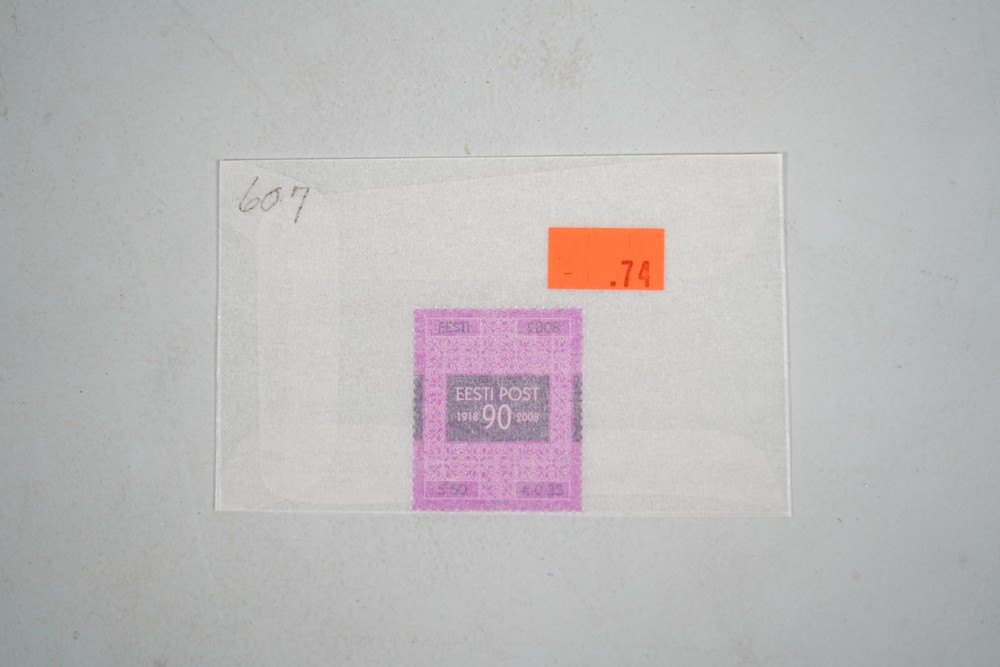 607
.74
EESTI 2008
EESTI POST
1918 90 2008
5.50 € 0.35